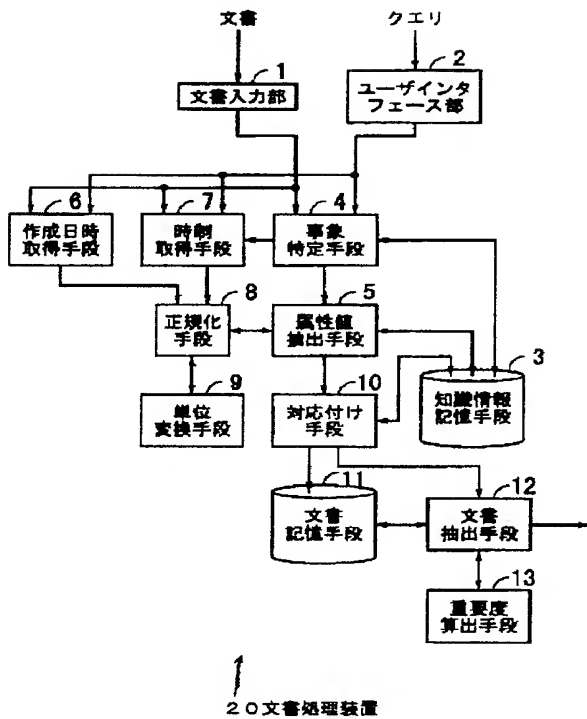 文書
クエリ
1
文書入力部
2
ユーザインタ
フェース部
6
作成日時
取得手段
7
時制
取得手段
4
事象
特定手段
8
正規化
手段
5
属性値
抽出手段
3
知識情報
記憶手段
9
単位
変換手段
10
対応付け
手段
11
文書
記憶手段
12
文書
抽出手段
13
重要度
算出手段
20文書処理装置